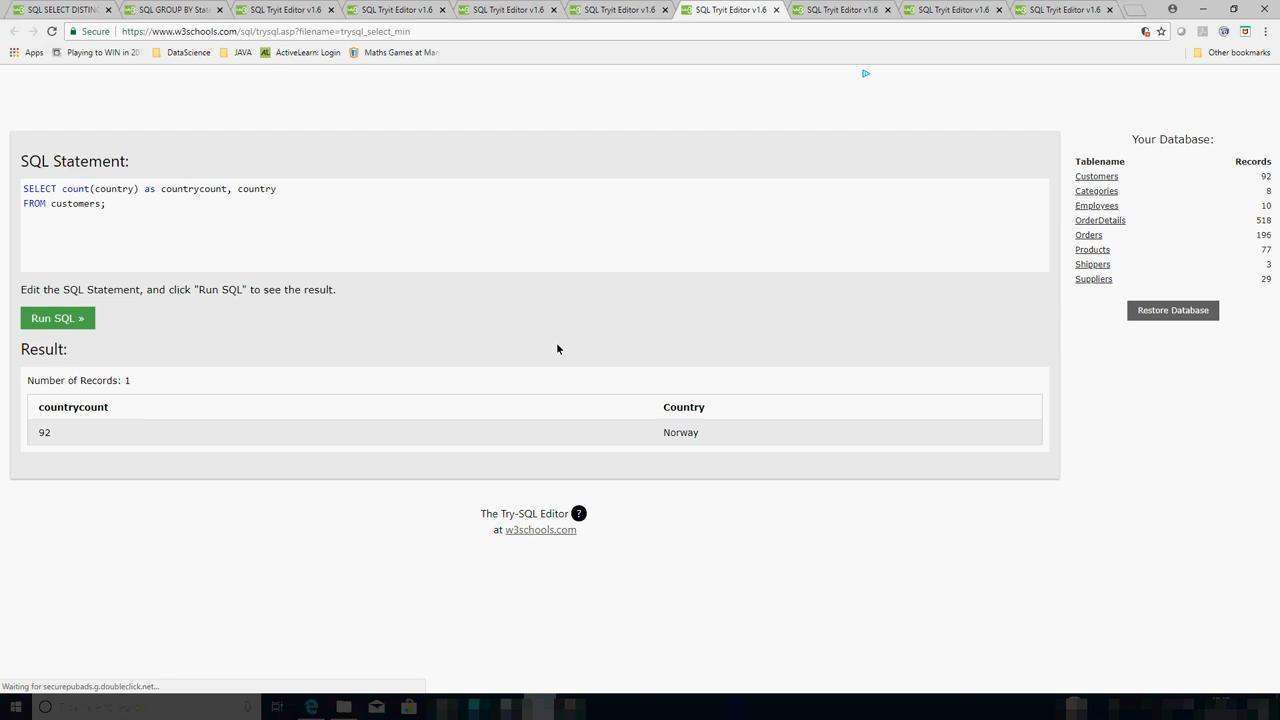 SQL SELECT DISTINC
SQL GROUP BY State
SQL Tryit Editor v1.6
SQL Tryit Editor v1.6
SQL Tryit Editor v1.6
SQL Tryit Editor v1.6
SQL Tryit Editor v1.6
SQL Tryit Editor v1.6
SQL Tryit Editor v1.6
SQL Tryit Editor v1.6
Secure
https://www.w3schools.com/sql/trysql.asp?filename=trysql_select_min
Apps
Playing to WIN in 20
DataScience
JAVA
ActiveLearn: Login
Maths Games at Man
Other bookmarks
SQL Statement:
SELECT count(country) as countrycount, country
FROM customers;
Edit the SQL Statement, and click "Run SQL" to see the result.
Run SQL »
Result:
Number of Records: 1
countrycount Country
92 Norway
The Try-SQL Editor ?
at w3schools.com
Your Database:
Tablename Records
Customers 92
Categories 8
Employees 10
OrderDetails 518
Orders 196
Products 77
Shippers 3
Suppliers 29
Restore Database
Waiting for securepubads.g.doubleclick.net...